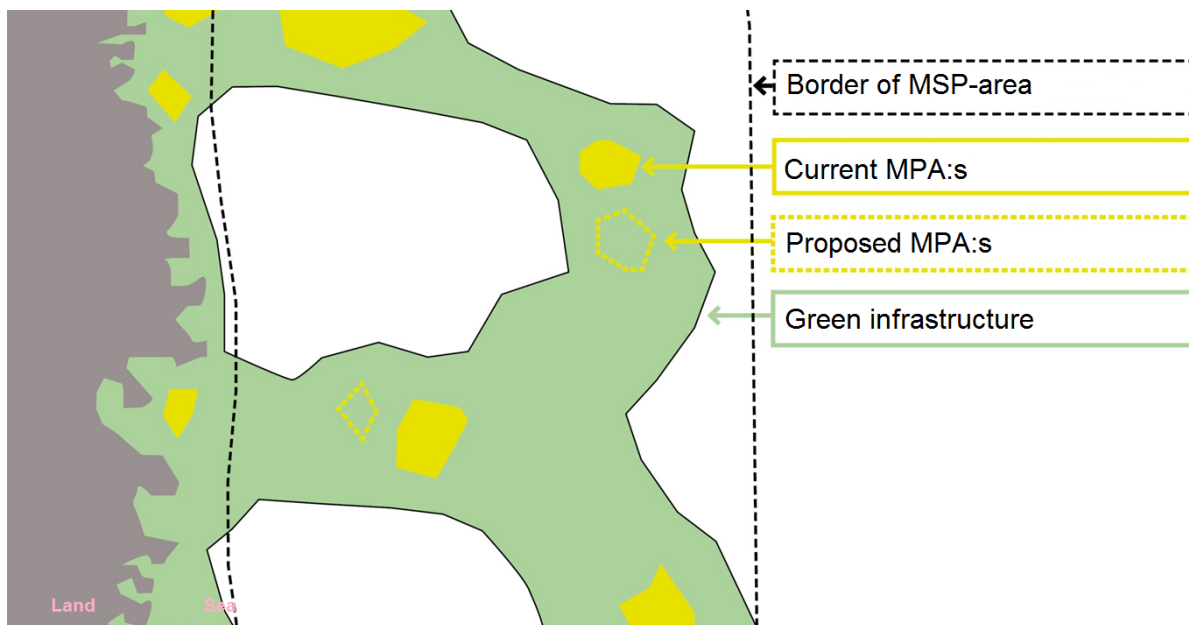 Border of MSP-area
Current MPA:s
Proposed MPA:s
Green infrastructure
Land
Sea